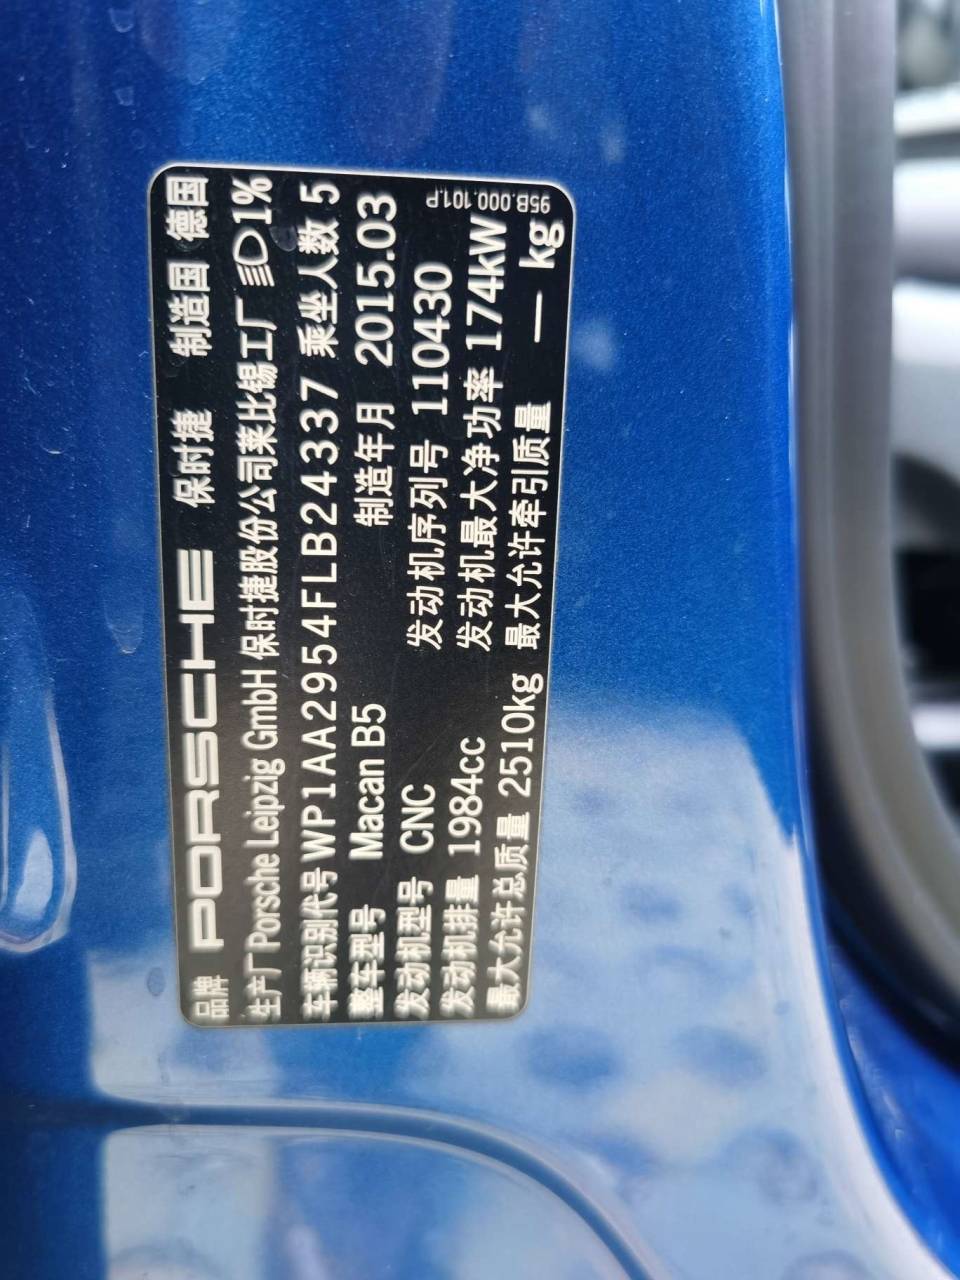 品牌 PORSCHE 保时捷 制造国 德国
生产厂 Porsche Leipzig GmbH 保时捷股份公司莱比锡工厂 1%
车辆识别代号 WP1AA2954FLB24337 乘坐人数 5
整车型号 Macan B5 制造年月 2015.03
发动机型号 CNC 发动机序列号 110430
发动机排量 1984cc 发动机最大净功率 174kW
最大允许总质量 2510kg 最大允许牵引质量 — kg
95B.000.101.P